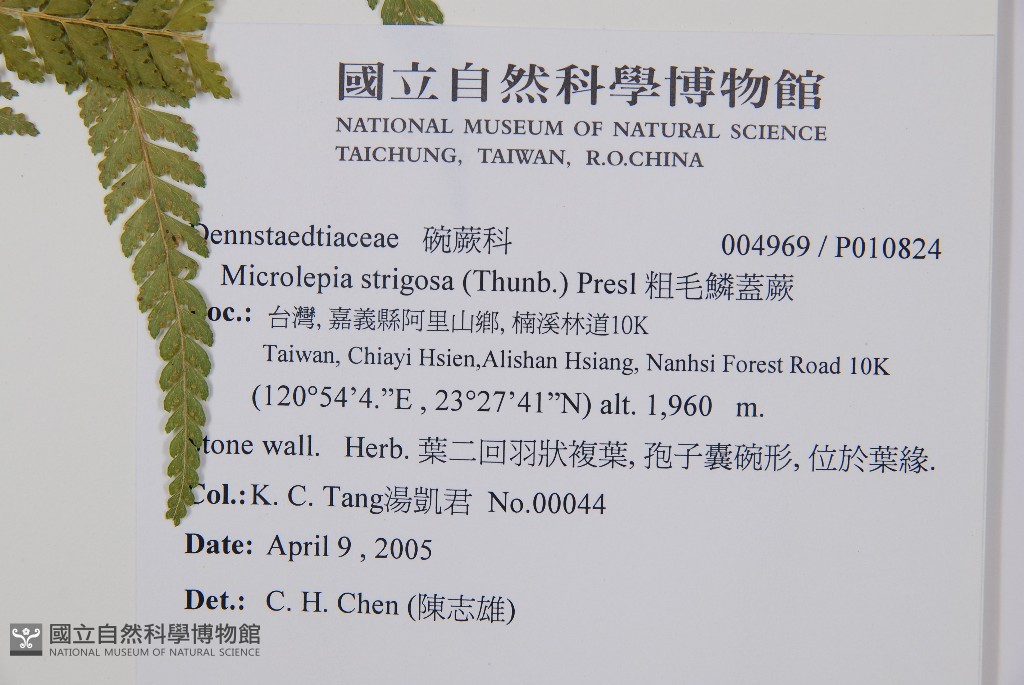 國立自然科學博物館
NATIONAL MUSEUM OF NATURAL SCIENCE
TAICHUNG, TAIWAN, R.O.CHINA
Dennstaedtiaceae 碗蕨科 004969 / P010824
Microlepia strigosa (Thunb.) Presl 粗毛鱗蓋蕨
oc.: 台灣, 嘉義縣阿里山鄉, 楠溪林道10K
Taiwan, Chiayi Hsien,Alishan Hsiang, Nanhsi Forest Road 10K
(120°54’4.”E , 23°27’41”N) alt. 1,960 m.
Stone wall. Herb. 葉二回羽狀複葉, 孢子囊碗形, 位於葉緣.
Col.: K. C. Tang湯凱君 No.00044
Date: April 9 , 2005
Det.: C. H. Chen (陳志雄)
國立自然科學博物館
NATIONAL MUSEUM OF NATURAL SCIENCE